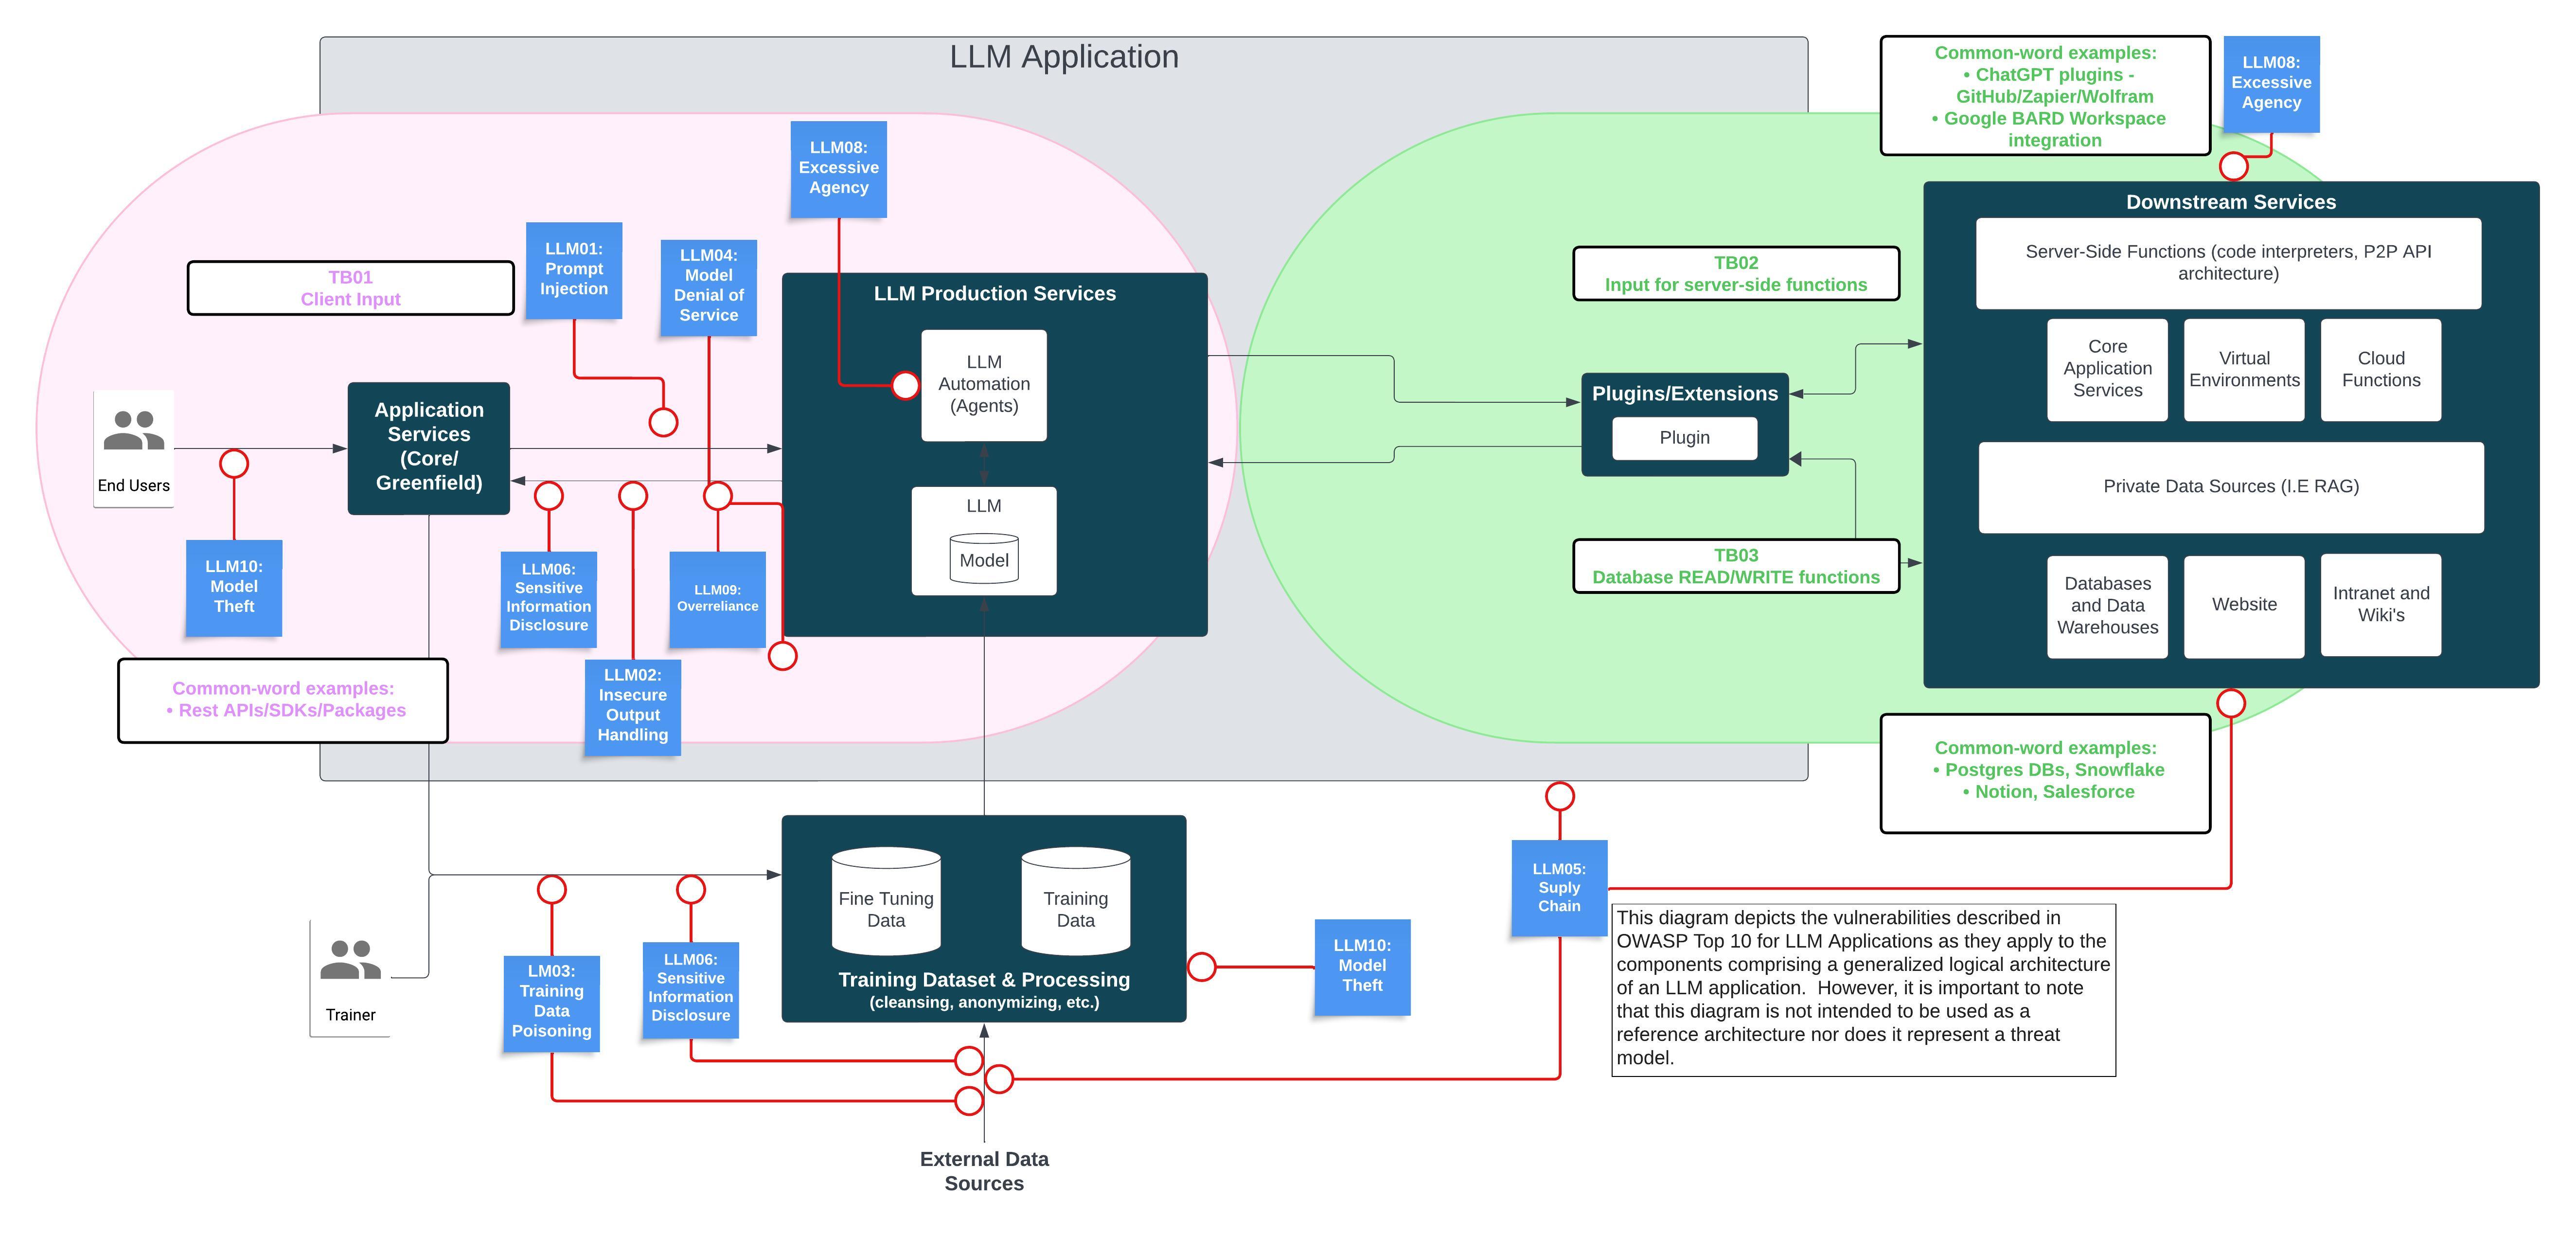 LLM Application
Common-word examples:
• ChatGPT plugins -
GitHub/Zapier/Wolfram
• Google BARD Workspace
integration
LLM08:
Excessive
Agency
LLM08:
Excessive
Agency
LLM01:
Prompt
Injection
LLM04:
Model
Denial of
Service
TB01
Client Input
LLM Production Services
LLM
Automation
(Agents)
LLM
Model
TB02
Input for server-side functions
Downstream Services
Server-Side Functions (code interpreters, P2P API
architecture)
Core
Application
Services
Virtual
Environments
Cloud
Functions
Plugins/Extensions
Plugin
Private Data Sources (I.E RAG)
TB03
Database READ/WRITE functions
Databases
and Data
Warehouses
Website
Intranet and
Wiki's
End Users
Application
Services
(Core/
Greenfield)
LLM10:
Model
Theft
LLM06:
Sensitive
Information
Disclosure
LLM09:
Overreliance
LLM02:
Insecure
Output
Handling
Common-word examples:
• Rest APIs/SDKs/Packages
Common-word examples:
• Postgres DBs, Snowflake
• Notion, Salesforce
Fine Tuning
Data
Training
Data
Training Dataset & Processing
(cleansing, anonymizing, etc.)
LLM05:
Suply
Chain
LLM10:
Model
Theft
Trainer
LM03:
Training
Data
Poisoning
LLM06:
Sensitive
Information
Disclosure
This diagram depicts the vulnerabilities described in
OWASP Top 10 for LLM Applications as they apply to the
components comprising a generalized logical architecture
of an LLM application. However, it is important to note
that this diagram is not intended to be used as a
reference architecture nor does it represent a threat
model.
External Data
Sources